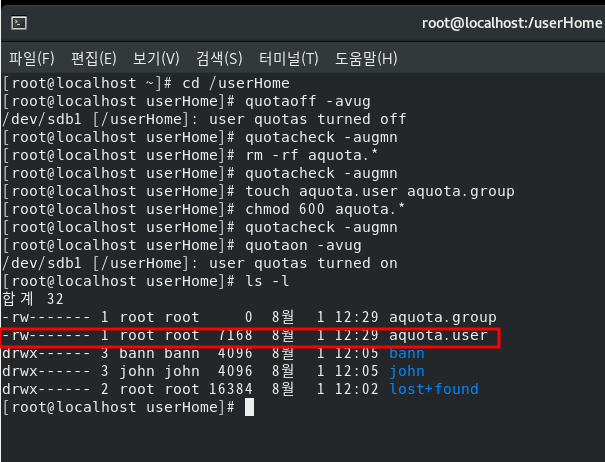 root@localhost:/userHome
파일(F) 편집(E) 보기(V) 검색(S) 터미널(T) 도움말(H)
[root@localhost ~]# cd /userHome
[root@localhost userHome]# quotaoff -avug
/dev/sdb1 [/userHome]: user quotas turned off
[root@localhost userHome]# quotacheck -augmn
[root@localhost userHome]# rm -rf aquota.*
[root@localhost userHome]# quotacheck -augmn
[root@localhost userHome]# touch aquota.user aquota.group
[root@localhost userHome]# chmod 600 aquota.*
[root@localhost userHome]# quotacheck -augmn
[root@localhost userHome]# quotaon -avug
/dev/sdb1 [/userHome]: user quotas turned on
[root@localhost userHome]# ls -l
합계 32
-rw------- 1 root root     0  8월   1 12:29 aquota.group
-rw------- 1 root root  7168  8월   1 12:29 aquota.user
drwx------ 3 bann bann  4096  8월   1 12:05 bann
drwx------ 3 john john  4096  8월   1 12:05 john
drwx------ 2 root root 16384  8월   1 12:02 lost+found
[root@localhost userHome]#